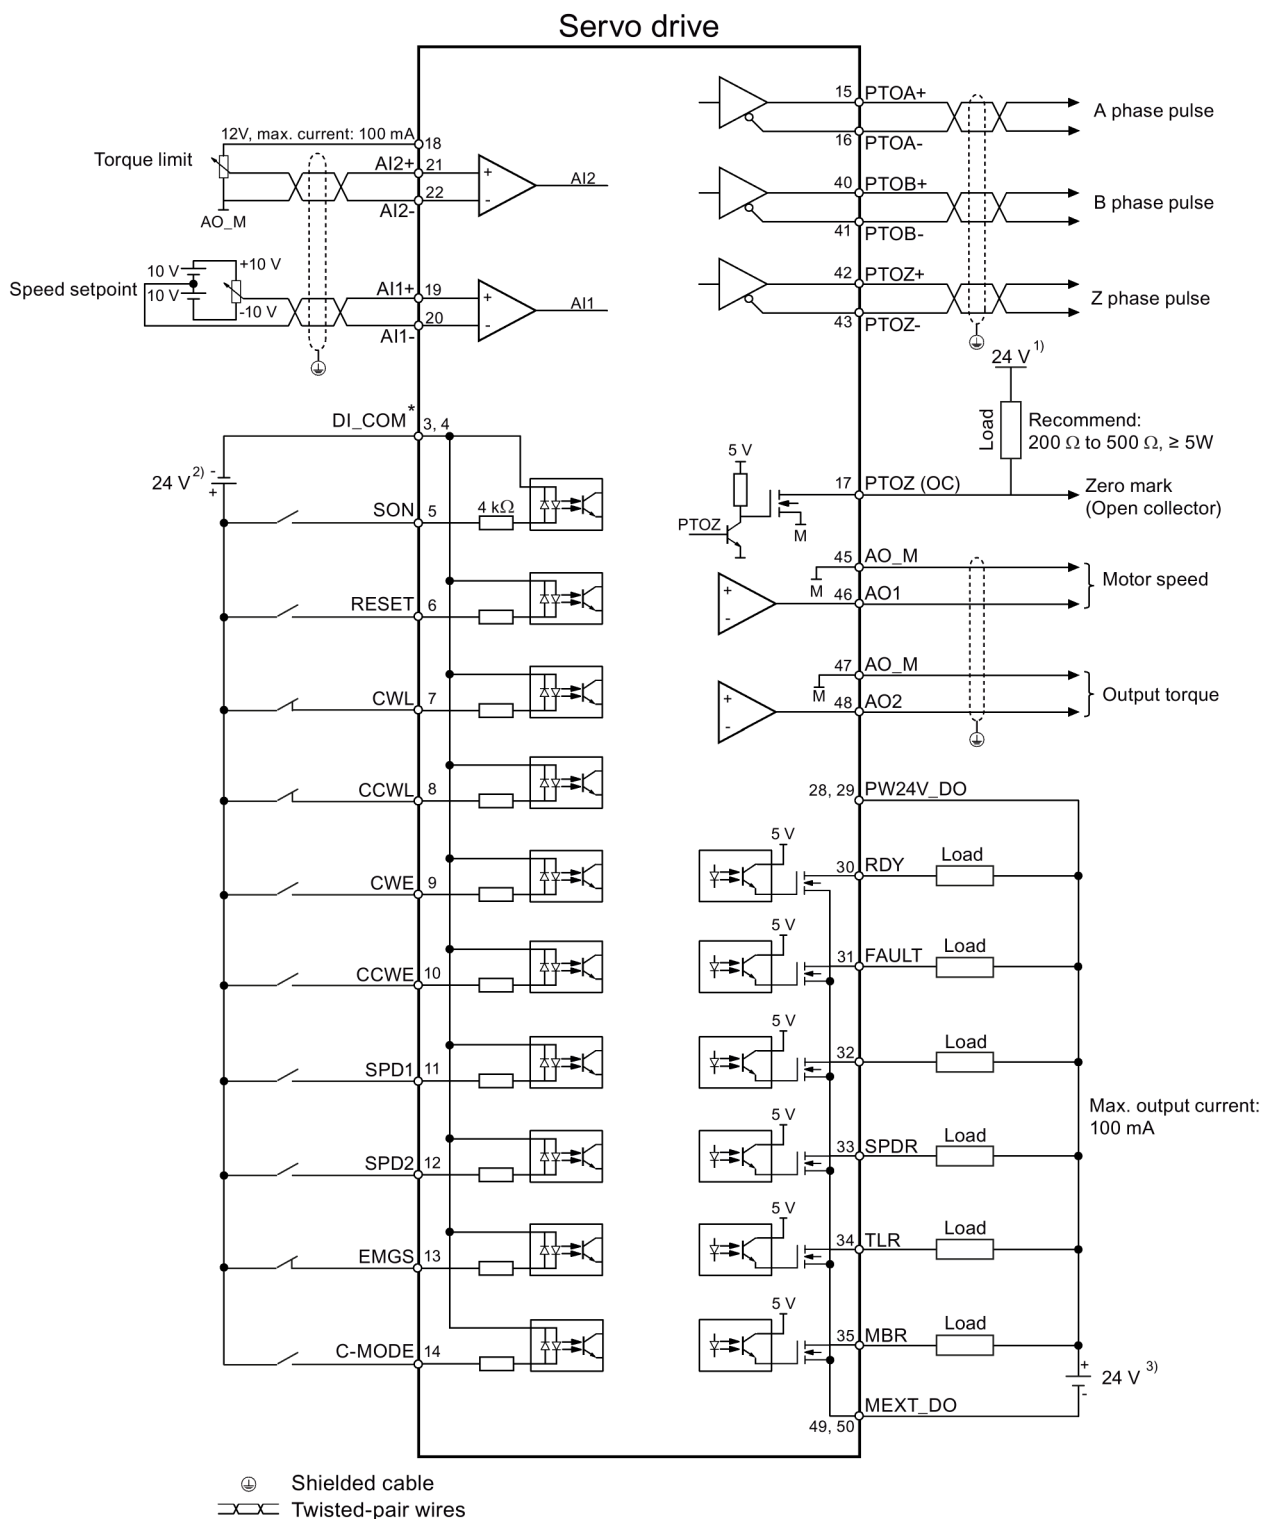 Servo drive
12V, max. current: 100 mA
18
Torque limit
AI2+
21
22
AI2-
AO_M
+
-
AI2
Speed setpoint
10 V
10 V
+10 V
-10 V
AI1+
19
20
AI1-
+
-
AI1
DI_COM*
3, 4
24 V 2)
-
+
SON
5
4 kΩ
RESET
6
CWL
7
CCWL
8
CWE
9
CCWE
10
SPD1
11
SPD2
12
EMGS
13
C-MODE
14
15
PTOA+
16
PTOA-
A phase pulse
40
PTOB+
41
PTOB-
B phase pulse
42
PTOZ+
43
PTOZ-
Z phase pulse
24 V 1)
Load
Recommend:
200 Ω to 500 Ω, ≥ 5W
5 V
PTOZ
M
17
PTOZ (OC)
Zero mark
(Open collector)
45
AO_M
M
46
AO1
+
-
Motor speed
47
AO_M
M
48
AO2
+
-
Output torque
28, 29
PW24V_DO
5 V
30
RDY
Load
5 V
31
FAULT
Load
5 V
32
Load
Max. output current:
100 mA
5 V
33
SPDR
Load
5 V
34
TLR
Load
5 V
35
MBR
Load
+
24 V 3)
-
MEXT_DO
49, 50
Shielded cable
Twisted-pair wires